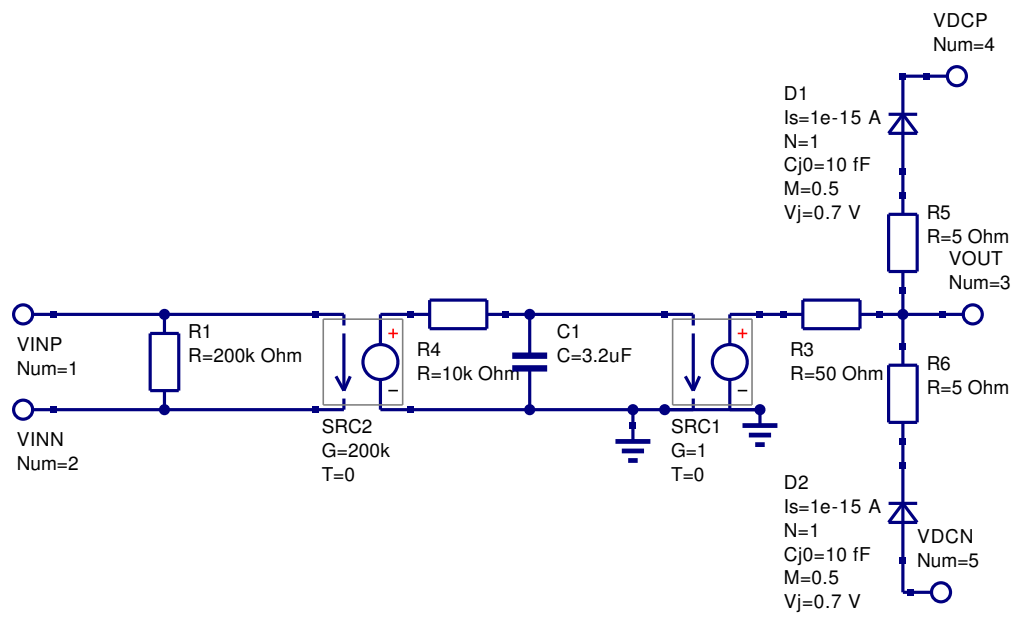 VDCP
Num=4
D1
Is=1e-15 A
N=1
Cj0=10 fF
M=0.5
Vj=0.7 V
R5
R=5 Ohm
VOUT
Num=3
VINP
Num=1
R1
R=200k Ohm
+
−
R4
R=10k Ohm
C1
C=3.2uF
+
−
R3
R=50 Ohm
R6
R=5 Ohm
VINN
Num=2
SRC2
G=200k
T=0
SRC1
G=1
T=0
D2
Is=1e-15 A
N=1
Cj0=10 fF
M=0.5
Vj=0.7 V
VDCN
Num=5